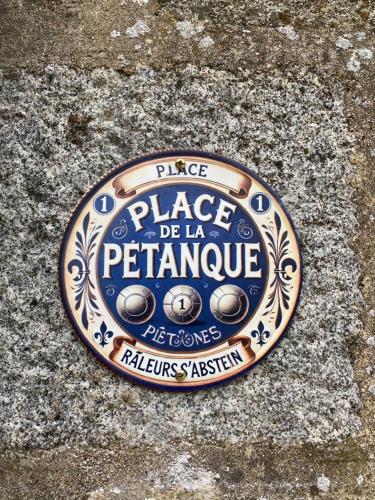 PLACE
1 1
PLACE
DE LA
PÉTANQUE
1
PIÉTONES
RÂLEURS S'ABSTEIN